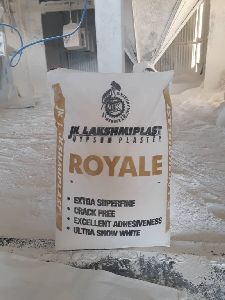 JK LAKSHMIPLAST
GYPSUM PLASTER
ROYALE
• EXTRA SUPERFINE
• CRACK FREE
• EXCELLENT ADHESIVENESS
• ULTRA SNOW WHITE